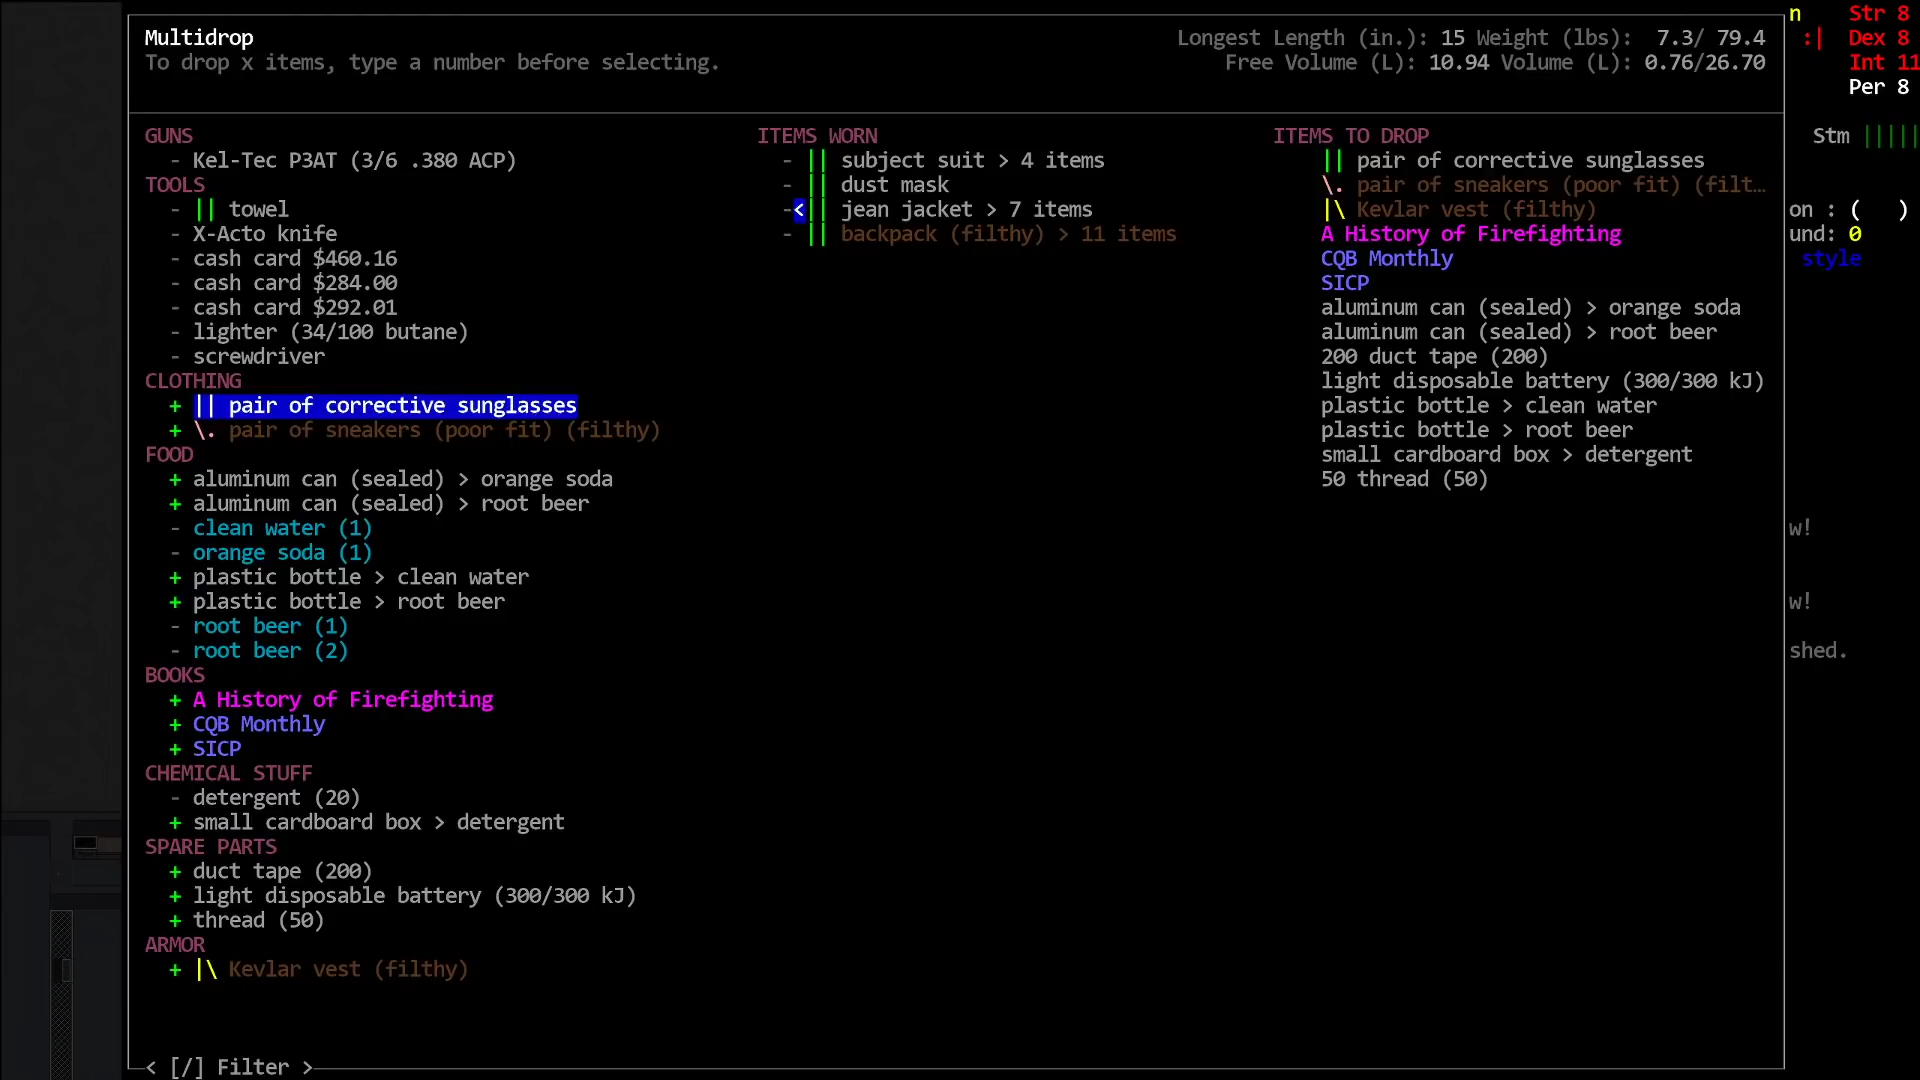 Multidrop
To drop x items, type a number before selecting.
Longest Length (in.): 15 Weight (lbs): 7.3/ 79.4
Free Volume (L): 10.94 Volume (L): 0.76/26.70
GUNS
- Kel-Tec P3AT (3/6 .380 ACP)
TOOLS
- || towel
- X-Acto knife
- cash card $460.16
- cash card $284.00
- cash card $292.01
- lighter (34/100 butane)
- screwdriver
CLOTHING
+ || pair of corrective sunglasses
+ \. pair of sneakers (poor fit) (filthy)
FOOD
+ aluminum can (sealed) > orange soda
+ aluminum can (sealed) > root beer
- clean water (1)
- orange soda (1)
+ plastic bottle > clean water
+ plastic bottle > root beer
- root beer (1)
- root beer (2)
BOOKS
+ A History of Firefighting
+ CQB Monthly
+ SICP
CHEMICAL STUFF
- detergent (20)
+ small cardboard box > detergent
SPARE PARTS
+ duct tape (200)
+ light disposable battery (300/300 kJ)
+ thread (50)
ARMOR
+ |\ Kevlar vest (filthy)
ITEMS WORN
- || subject suit > 4 items
- || dust mask
-<|| jean jacket > 7 items
- || backpack (filthy) > 11 items
ITEMS TO DROP
|| pair of corrective sunglasses
\. pair of sneakers (poor fit) (filt…
|\ Kevlar vest (filthy)
A History of Firefighting
CQB Monthly
SICP
aluminum can (sealed) > orange soda
aluminum can (sealed) > root beer
200 duct tape (200)
light disposable battery (300/300 kJ)
plastic bottle > clean water
plastic bottle > root beer
small cardboard box > detergent
50 thread (50)
< [/] Filter >
n Str 8
:| Dex 8
Int 11
Per 8
Stm |||||
on : ( )
und: 0
style
w!
w!
shed.